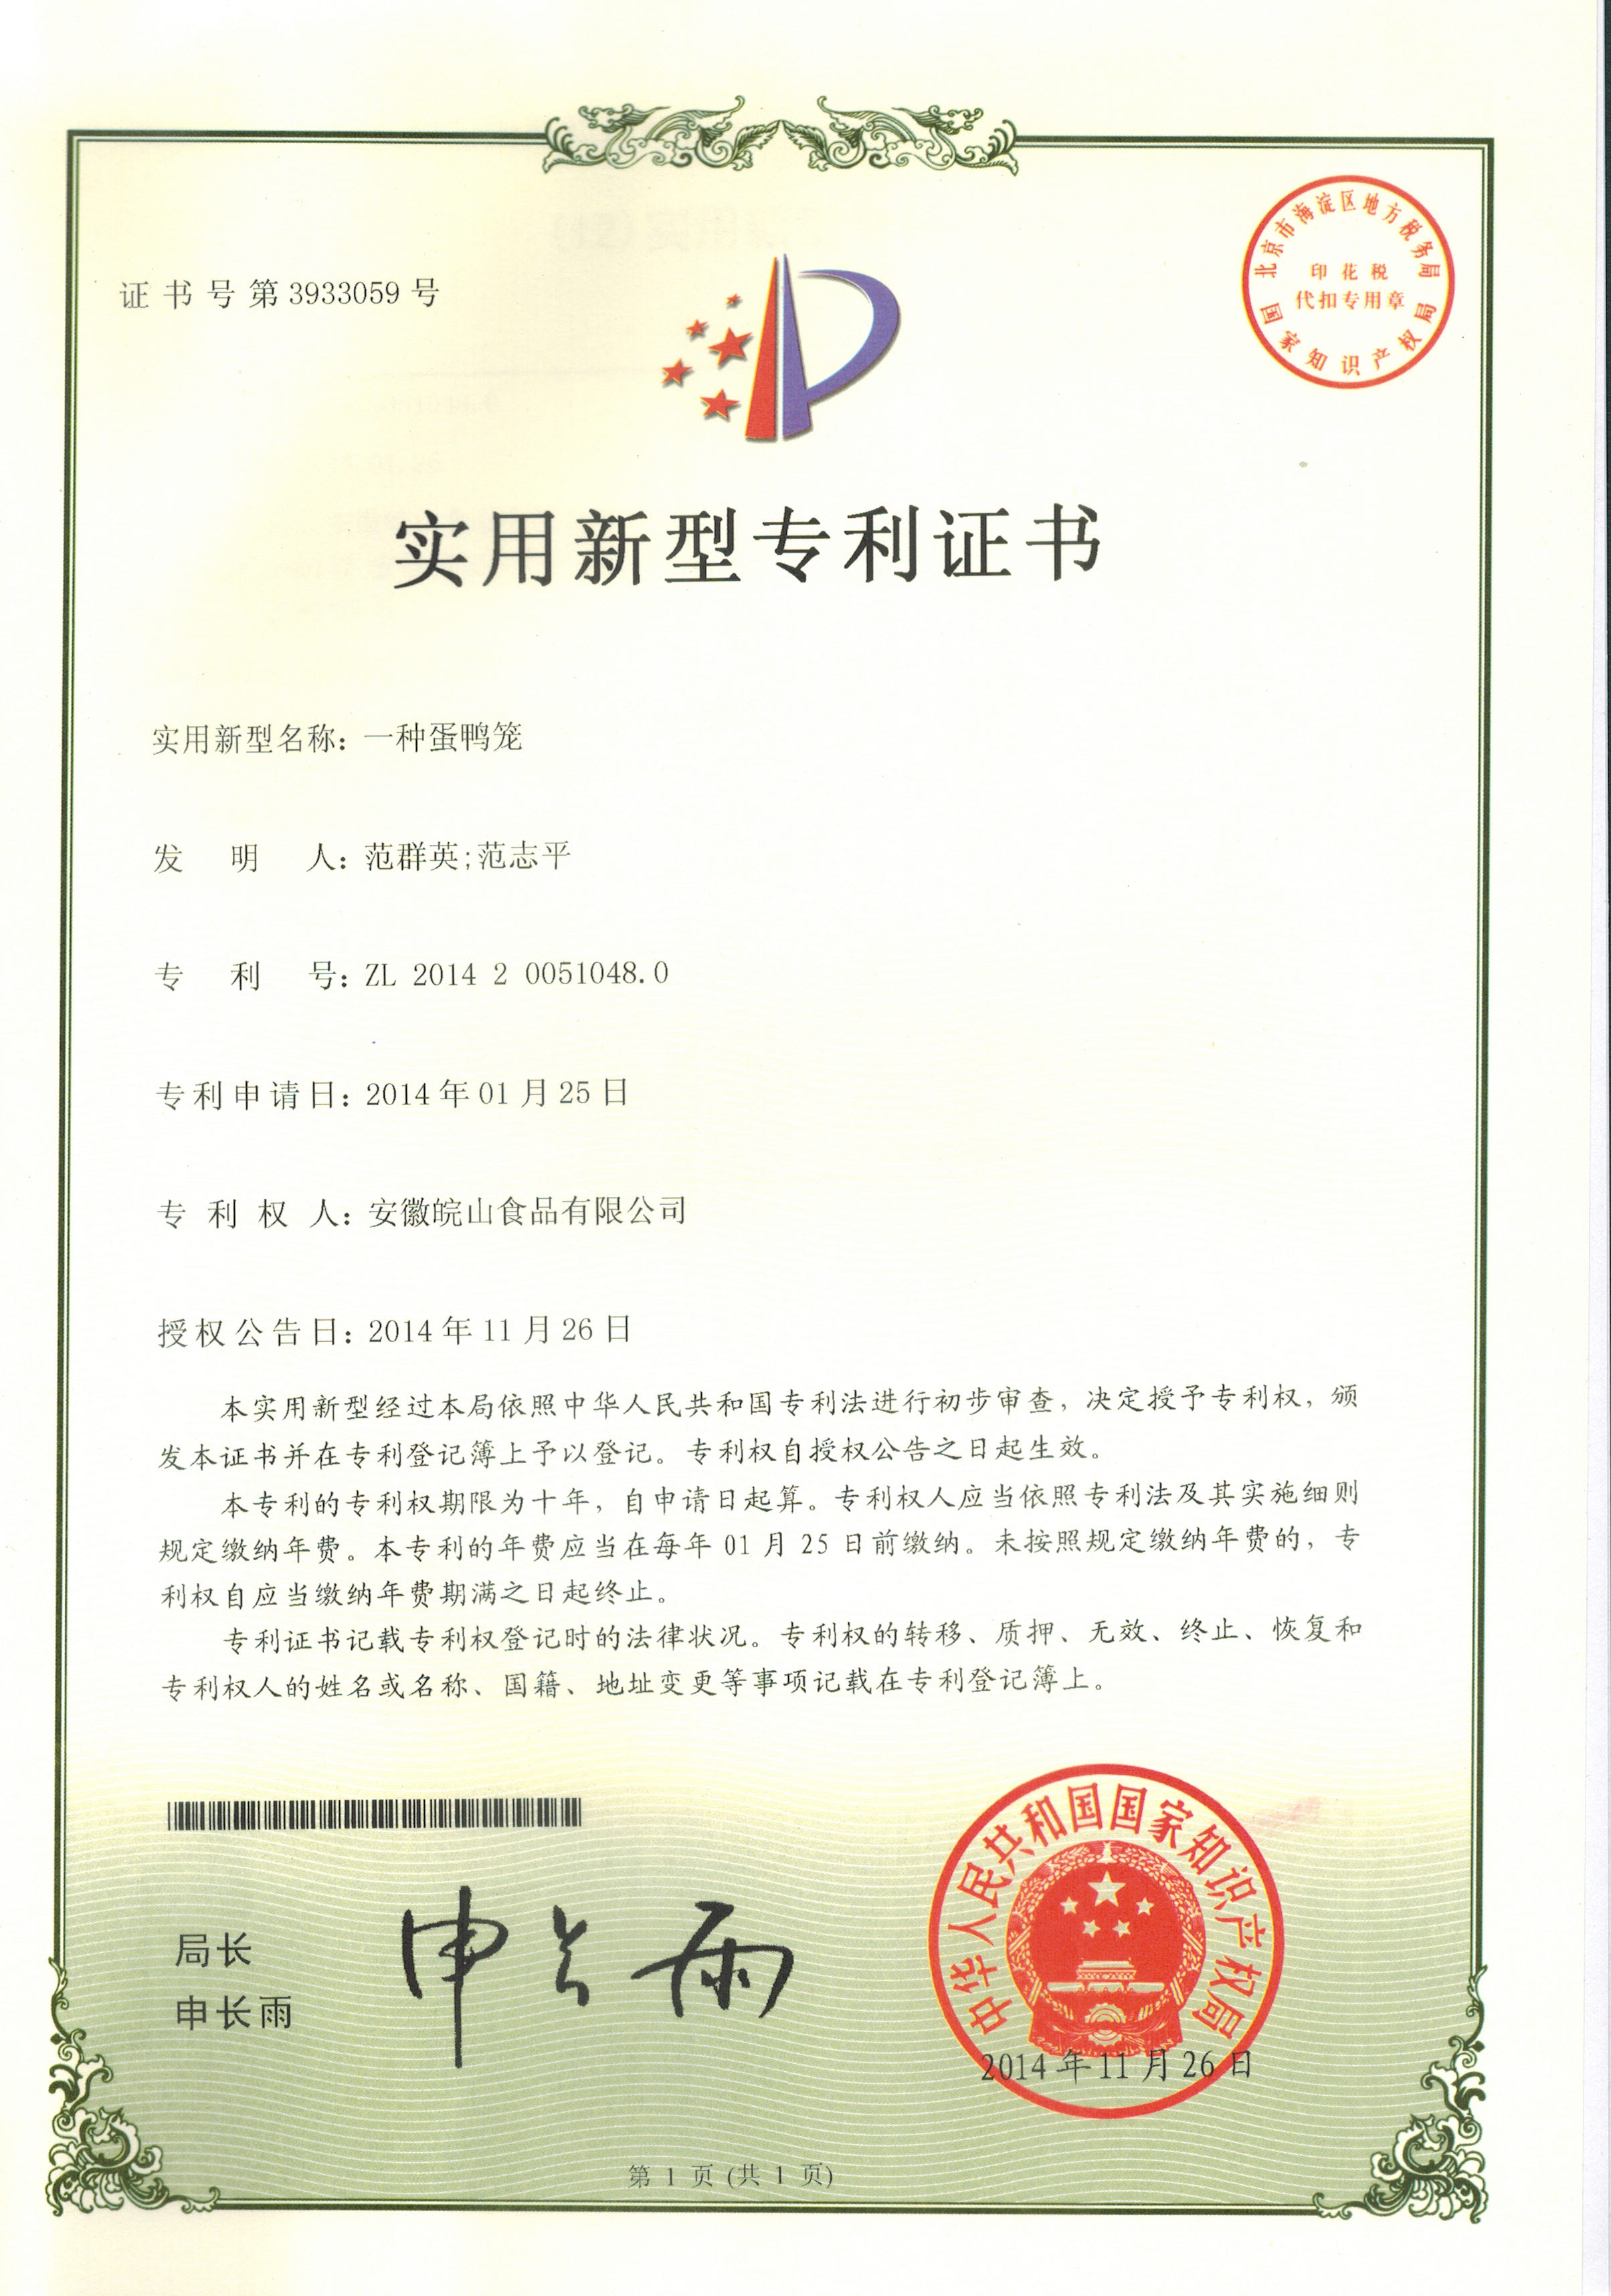 证书号第3933059号
北京市海淀区地方税务局
印花税
代扣专用章
国家知识产权局
实用新型专利证书
实用新型名称：一种蛋鸭笼
发明人：范群英;范志平
专利号：ZL 2014 2 0051048.0
专利申请日：2014年01月25日
专利权人：安徽皖山食品有限公司
授权公告日：2014年11月26日
本实用新型经过本局依照中华人民共和国专利法进行初步审查，决定授予专利权，颁
发本证书并在专利登记簿上予以登记。专利权自授权公告之日起生效。
本专利的专利权期限为十年，自申请日起算。专利权人应当依照专利法及其实施细则
规定缴纳年费。本专利的年费应当在每年01月25日前缴纳。未按照规定缴纳年费的，专
利权自应当缴纳年费期满之日起终止。
专利证书记载专利权登记时的法律状况。专利权的转移、质押、无效、终止、恢复和
专利权人的姓名或名称、国籍、地址变更等事项记载在专利登记簿上。
局长
申长雨
申长雨
中华人民共和国国家知识产权局
2014年11月26日
第1页(共1页)